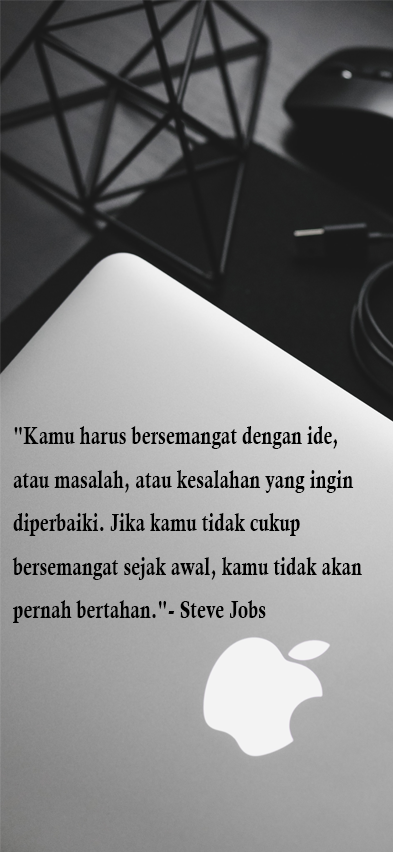 "Kamu harus bersemangat dengan ide,
atau masalah, atau kesalahan yang ingin
diperbaiki. Jika kamu tidak cukup
bersemangat sejak awal, kamu tidak akan
pernah bertahan."- Steve Jobs